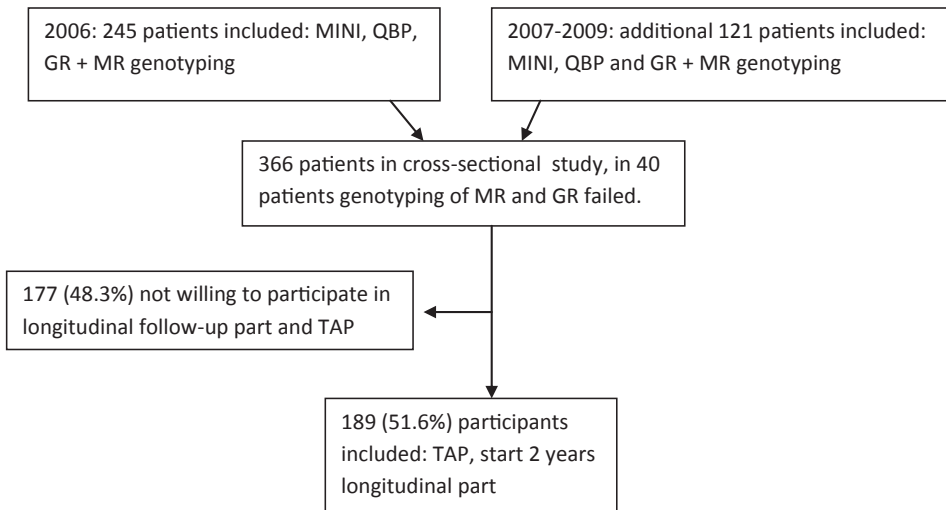 2006: 245 patients included: MINI, QBP,
GR + MR genotyping
2007-2009: additional 121 patients included:
MINI, QBP and GR + MR genotyping
366 patients in cross-sectional study, in 40
patients genotyping of MR and GR failed.
177 (48.3%) not willing to participate in
longitudinal follow-up part and TAP
189 (51.6%) participants
included: TAP, start 2 years
longitudinal part